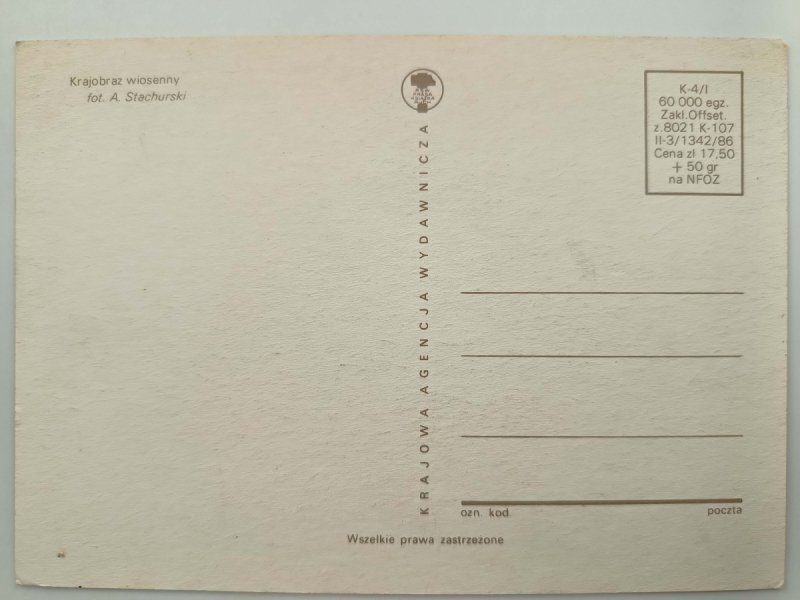 Krajobraz wiosenny
fot. A. Stachurski
KRAJOWA AGENCJA WYDAWNICZA
K-4/I
60 000 egz.
Zakl.Offset.
z.8021 K-107
II-3/1342/86
Cena zł 17,50
+ 50 gr
na NFOZ
ozn. kod
poczta
Wszelkie prawa zastrzeżone